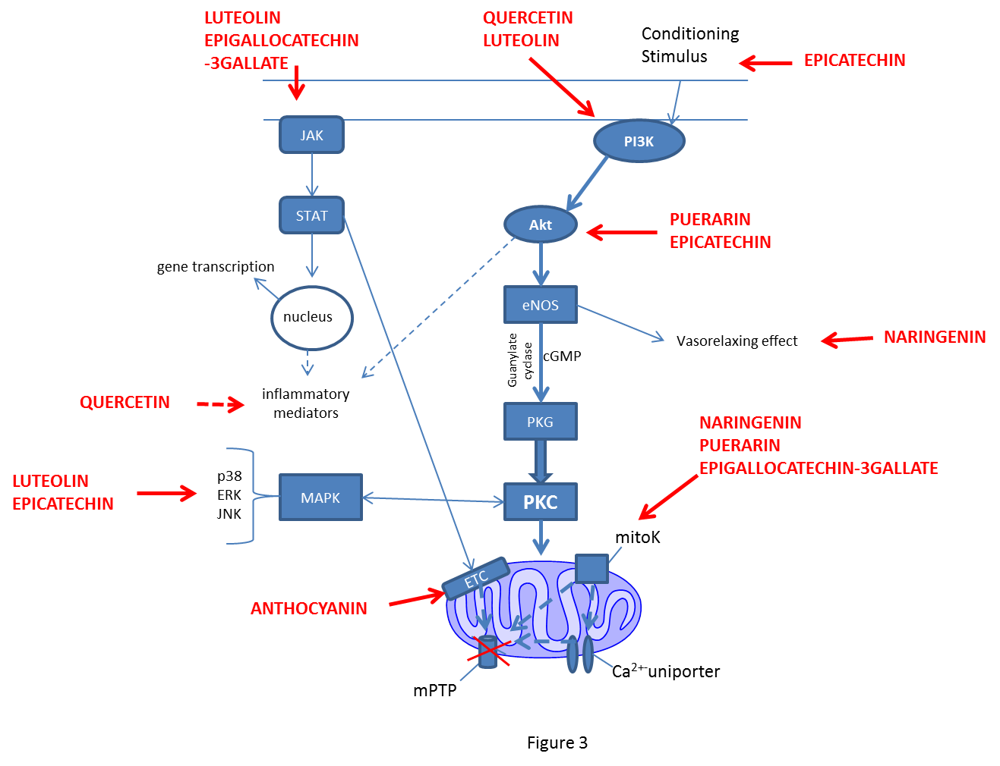 LUTEOLIN
EPIGALLOCATECHIN
-3GALLATE
QUERCETIN
LUTEOLIN
Conditioning
Stimulus
EPICATECHIN
JAK
PI3K
STAT
Akt
PUERARIN
EPICATECHIN
gene transcription
nucleus
eNOS
Vasorelaxing effect
NARINGENIN
Guanylate
cyclase
cGMP
QUERCETIN
inflammatory
mediators
PKG
NARINGENIN
PUERARIN
EPIGALLOCATECHIN-3GALLATE
LUTEOLIN
EPICATECHIN
p38
ERK
JNK
MAPK
PKC
mitoK
ETC
ANTHOCYANIN
mPTP
Ca2+-uniporter
Figure 3